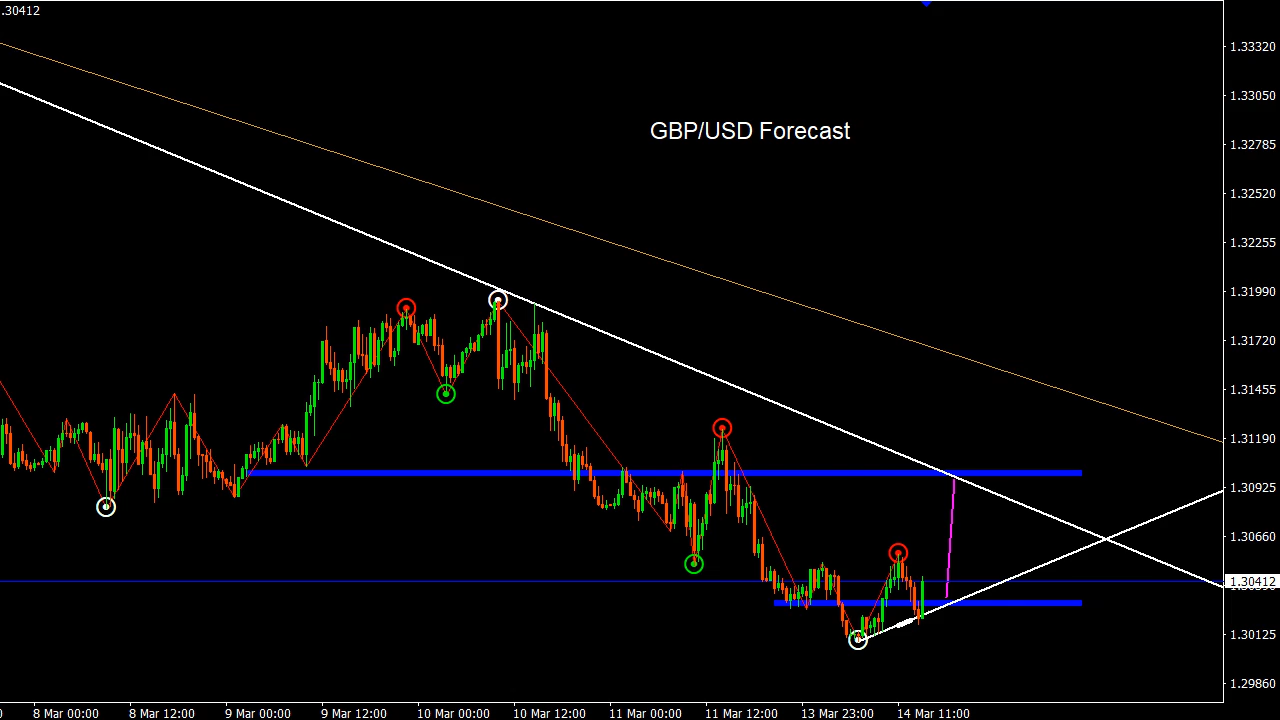 .30412
GBP/USD Forecast
1.33320
1.33050
1.32785
1.32520
1.32255
1.31990
1.31720
1.31455
1.31190
1.30925
1.30660
1.30412
1.30125
1.29860
8 Mar 00:00
8 Mar 12:00
9 Mar 00:00
9 Mar 12:00
10 Mar 00:00
10 Mar 12:00
11 Mar 00:00
11 Mar 12:00
13 Mar 23:00
14 Mar 11:00